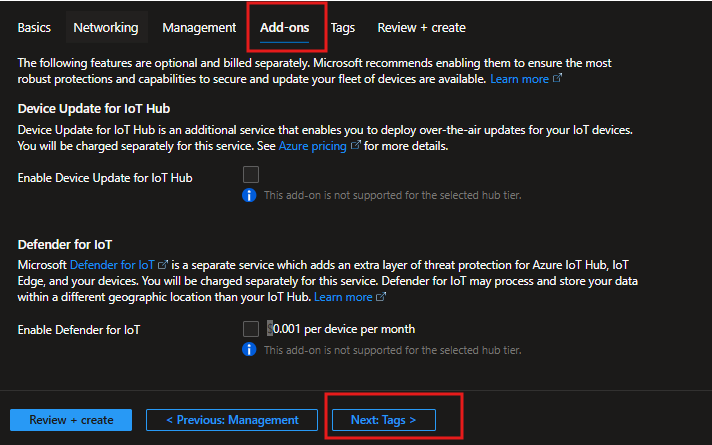 Basics Networking Management Add-ons Tags Review + create
The following features are optional and billed separately. Microsoft recommends enabling them to ensure the most
robust protections and capabilities to secure and update your fleet of devices are available. Learn more
Device Update for IoT Hub
Device Update for IoT Hub is an additional service that enables you to deploy over-the-air updates for your IoT devices.
You will be charged separately for this service. See Azure pricing for more details.
Enable Device Update for IoT Hub
This add-on is not supported for the selected hub tier.
Defender for IoT
Microsoft Defender for IoT is a separate service which adds an extra layer of threat protection for Azure IoT Hub, IoT
Edge, and your devices. You will be charged separately for this service. Defender for IoT may process and store your data
within a different geographic location than your IoT Hub. Learn more
Enable Defender for IoT $0.001 per device per month
This add-on is not supported for the selected hub tier.
Review + create < Previous: Management Next: Tags >